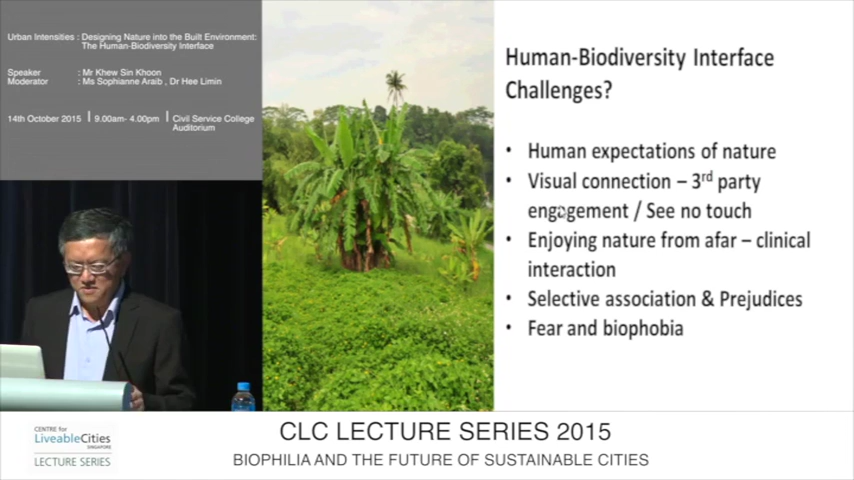 Urban Intensities : Designing Nature into the Built Environment:
The Human-Biodiversity Interface
Speaker : Mr Khew Sin Khoon
Moderator : Ms Sophianne Araib , Dr Hee Limin
14th October 2015 | 9.00am- 4.00pm | Civil Service College
Auditorium
Human-Biodiversity Interface
Challenges?
• Human expectations of nature
• Visual connection – 3rd party
engagement / See no touch
• Enjoying nature from afar – clinical
interaction
• Selective association & Prejudices
• Fear and biophobia
CENTRE for
LiveableCities
SINGAPORE
LECTURE SERIES
CLC LECTURE SERIES 2015
BIOPHILIA AND THE FUTURE OF SUSTAINABLE CITIES